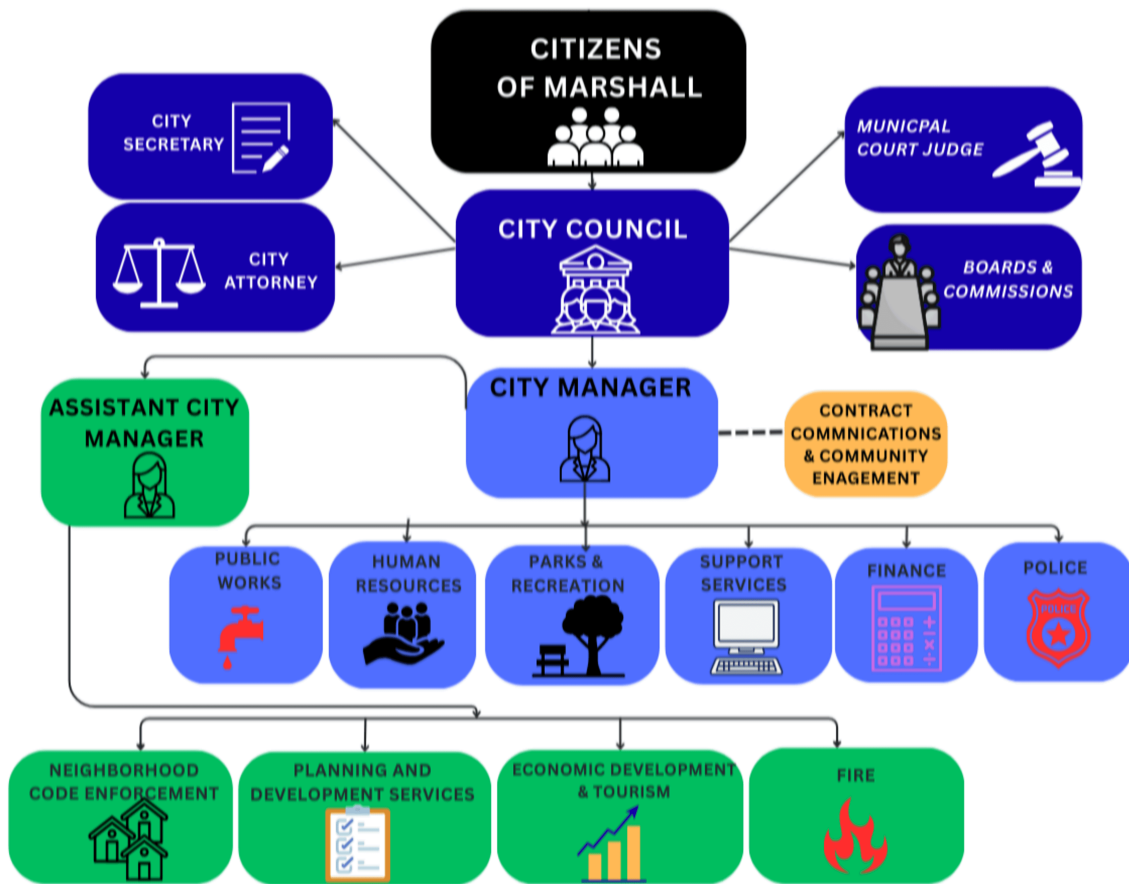 CITIZENS
OF MARSHALL
CITY
SECRETARY
MUNICPAL
COURT JUDGE
CITY COUNCIL
CITY
ATTORNEY
BOARDS &
COMMISSIONS
CITY MANAGER
ASSISTANT CITY
MANAGER
CONTRACT
COMMNICATIONS
& COMMUNITY
ENAGEMENT
PUBLIC
WORKS
HUMAN
RESOURCES
PARKS &
RECREATION
SUPPORT
SERVICES
FINANCE
POLICE
POLICE
NEIGHBORHOOD
CODE ENFORCEMENT
PLANNING AND
DEVELOPMENT SERVICES
ECONOMIC DEVELOPMENT
& TOURISM
FIRE